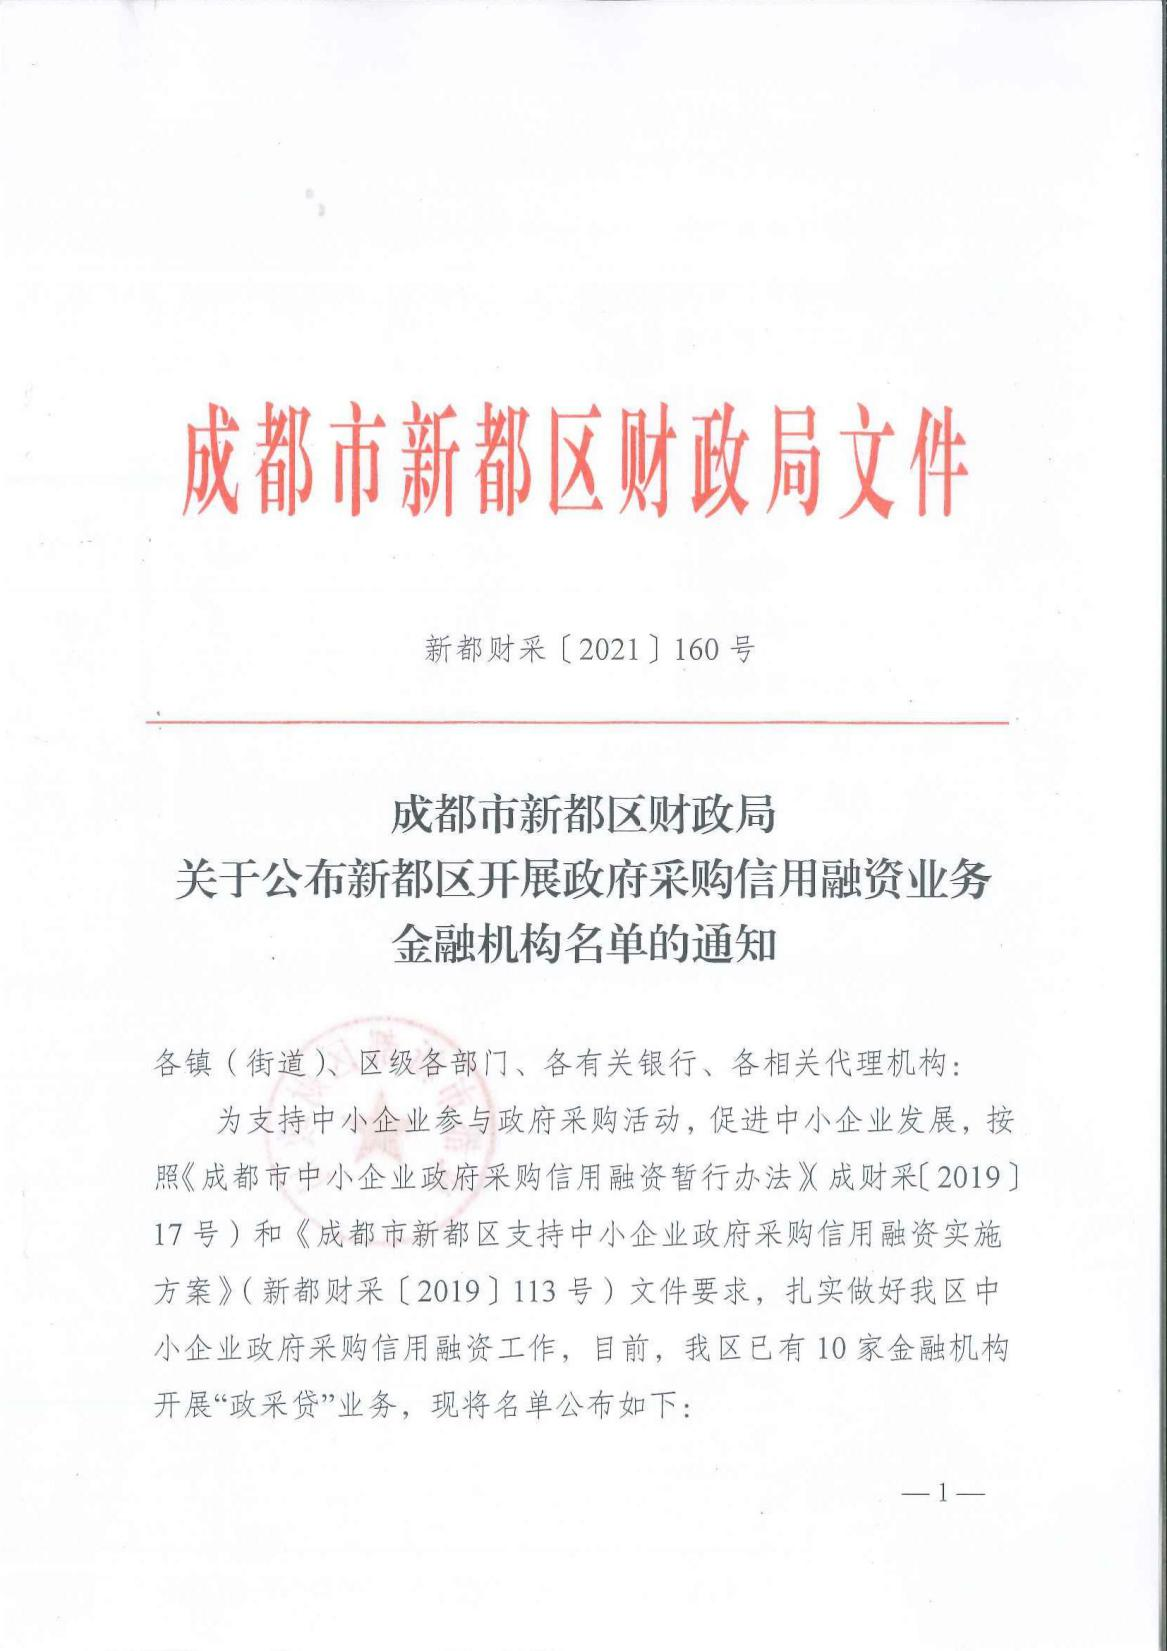 成都市新都区财政局文件
新都财采〔2021〕160号
成都市新都区财政局
关于公布新都区开展政府采购信用融资业务
金融机构名单的通知
各镇（街道）、区级各部门、各有关银行、各相关代理机构：
为支持中小企业参与政府采购活动，促进中小企业发展，按
照《成都市中小企业政府采购信用融资暂行办法》（成财采〔2019〕
17号）和《成都市新都区支持中小企业政府采购信用融资实施
方案》（新都财采〔2019〕113号）文件要求，扎实做好我区中
小企业政府采购信用融资工作，目前，我区已有10家金融机构
开展“政采贷”业务，现将名单公布如下：
—1—